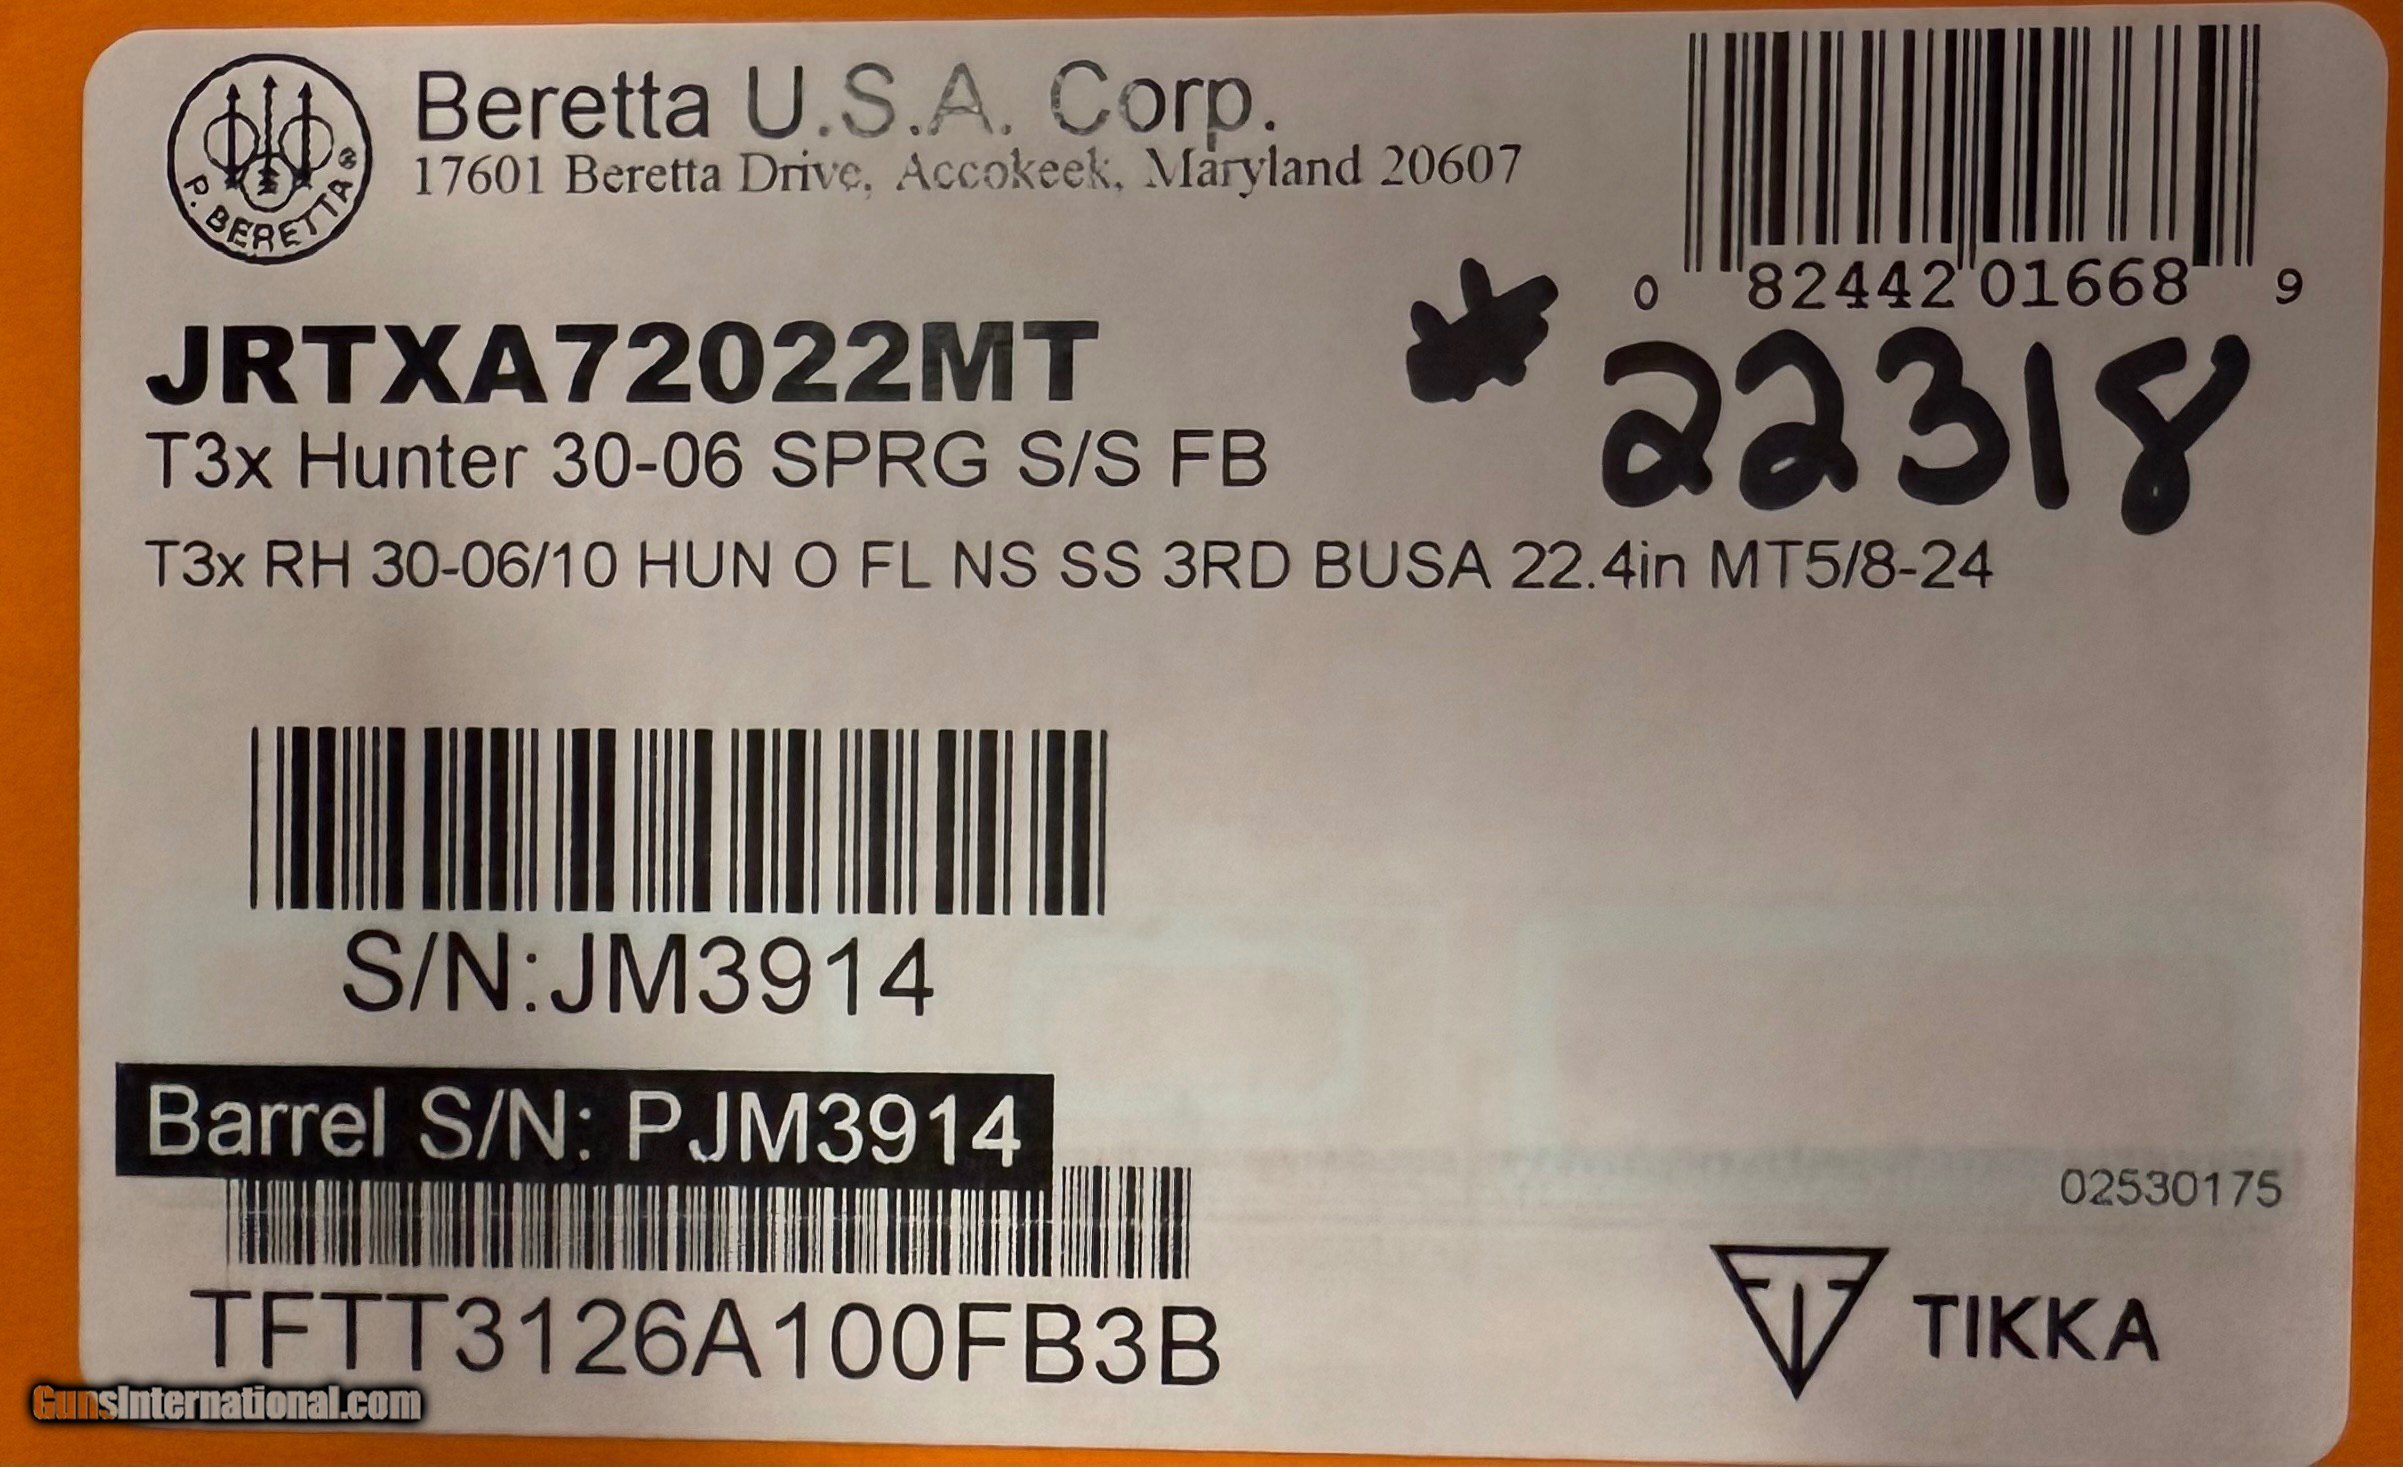 Beretta U.S.A. Corp.
17601 Beretta Drive, Accokeek, Maryland 20607
P. BERETTA ®
0 82442 01668 9
JRTXA72022MT
* 22318
T3x Hunter 30-06 SPRG S/S FB
T3x RH 30-06/10 HUN O FL NS SS 3RD BUSA 22.4in MT5/8-24
S/N:JM3914
Barrel S/N: PJM3914
02530175
TFTT3126A100FB3B
TIKKA
GunsInternational.com